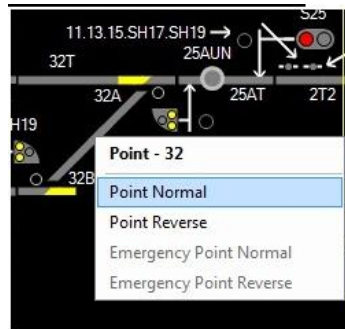 S25
11.13.15.SH17.SH19
25AUN
32T
32A
25AT
2T2
H19
32B
Point - 32
Point Normal
Point Reverse
Emergency Point Normal
Emergency Point Reverse